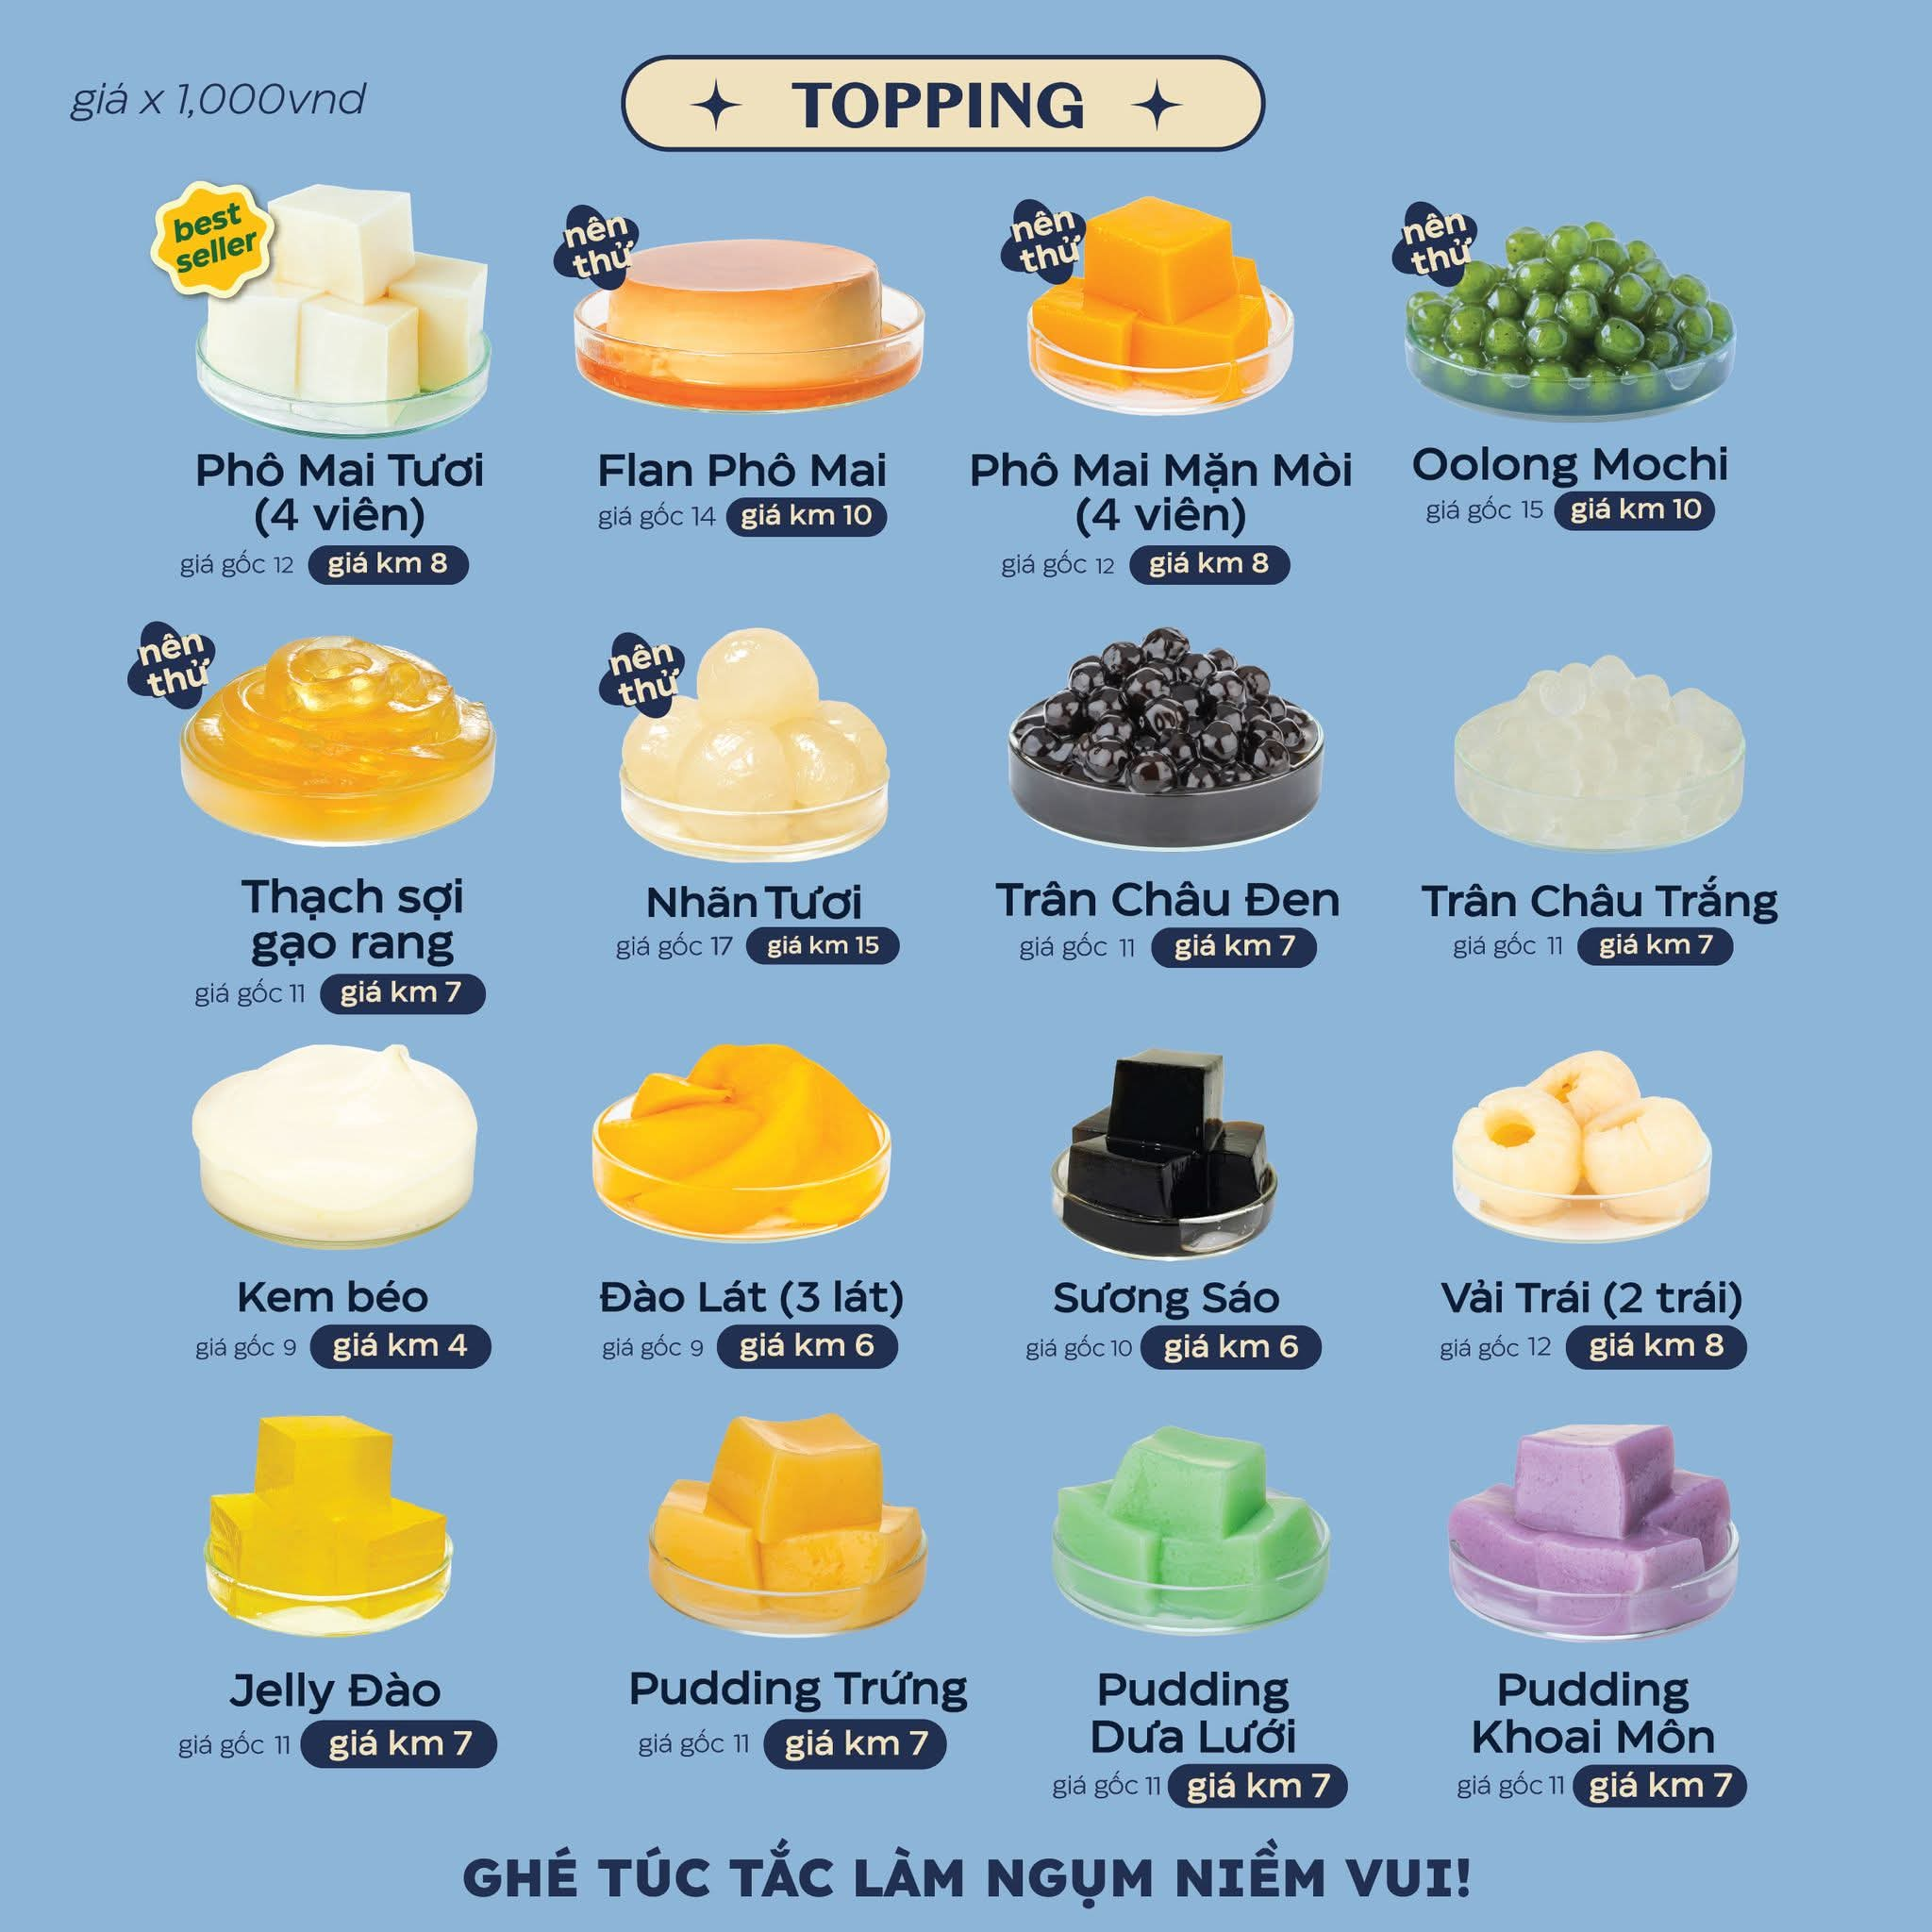 giá x 1,000vnd
TOPPING
best
seller
nên
thử
nên
thử
nên
thử
Phô Mai Tươi
(4 viên)
giá gốc 12 giá km 8
Flan Phô Mai
giá gốc 14 giá km 10
Phô Mai Mặn Mòi
(4 viên)
giá gốc 12 giá km 8
Oolong Mochi
giá gốc 15 giá km 10
nên
thử
nên
thử
Thạch sợi
gạo rang
giá gốc 11 giá km 7
Nhãn Tươi
giá gốc 17 giá km 15
Trân Châu Đen
giá gốc 11 giá km 7
Trân Châu Trắng
giá gốc 11 giá km 7
Kem béo
giá gốc 9 giá km 4
Đào Lát (3 lát)
giá gốc 9 giá km 6
Sương Sáo
giá gốc 10 giá km 6
Vải Trái (2 trái)
giá gốc 12 giá km 8
Jelly Đào
giá gốc 11 giá km 7
Pudding Trứng
giá gốc 11 giá km 7
Pudding
Dưa Lưới
giá gốc 11 giá km 7
Pudding
Khoai Môn
giá gốc 11 giá km 7
GHÉ TÚC TẮC LÀM NGỤM NIỀM VUI!